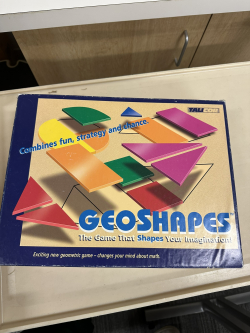 TALI
Combines fun, strategy and chance.
GEOSHAPES
The Game That Shapes Your Imagination!
Exciting new geometric game - changes your mind about math.